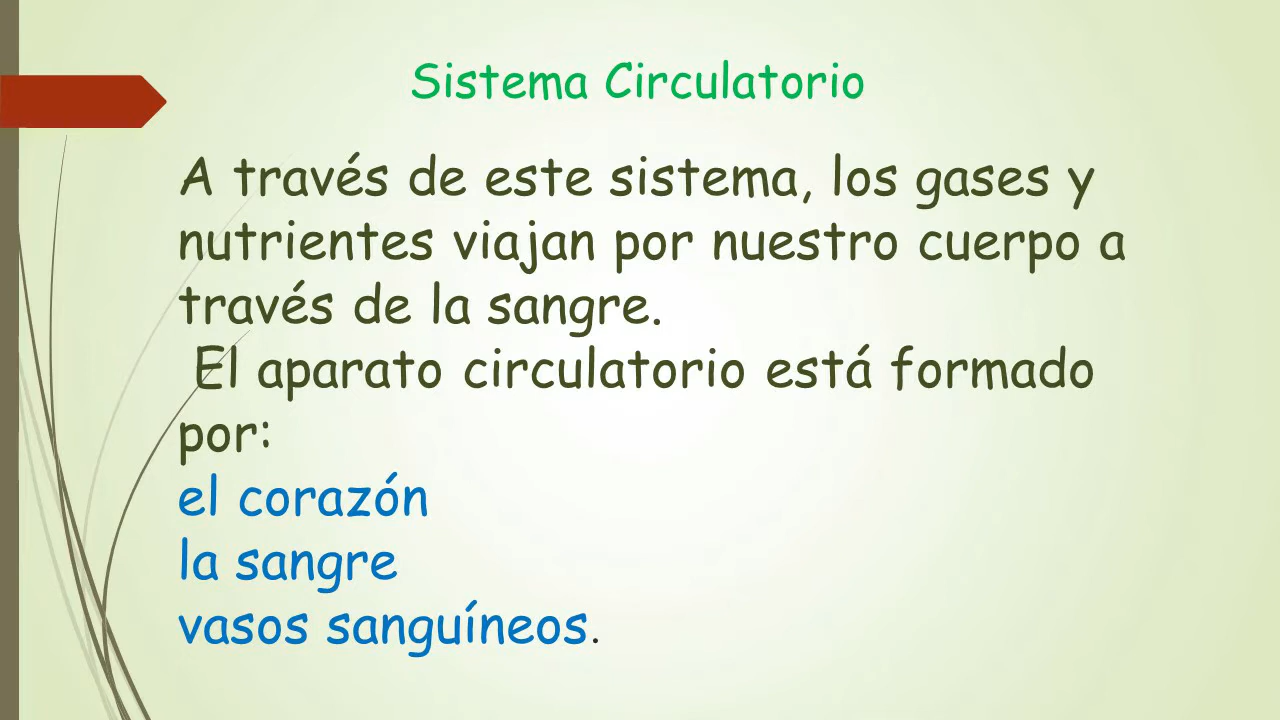 Sistema Circulatorio
A través de este sistema, los gases y
nutrientes viajan por nuestro cuerpo a
través de la sangre.
El aparato circulatorio está formado
por:
el corazón
la sangre
vasos sanguíneos.